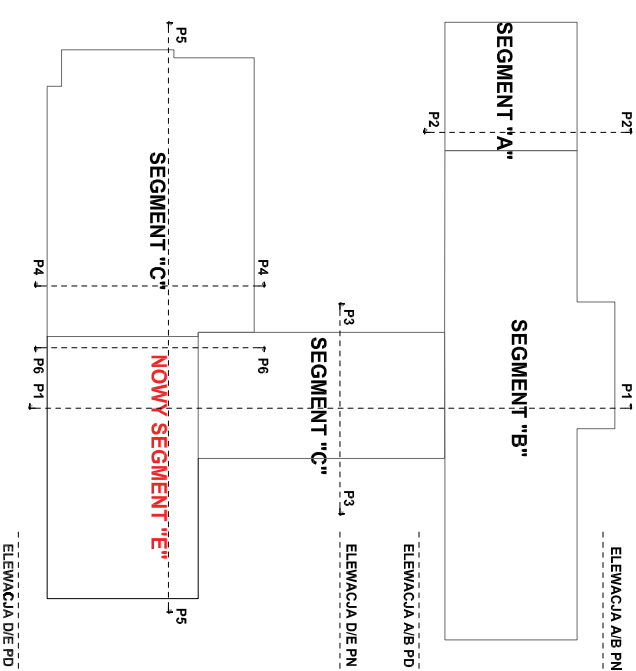 P2'
P1
ELEWACJA A/B PN
SEGMENT "A"
SEGMENT "B"
P2
ELEWACJA A/B PD
P3
P3
ELEWACJA D/E PN
SEGMENT "C"
P4
P6
P5
P5
SEGMENT "C"
NOWY SEGMENT "E"
P4
P6
P1
ELEWACJA D/E PD